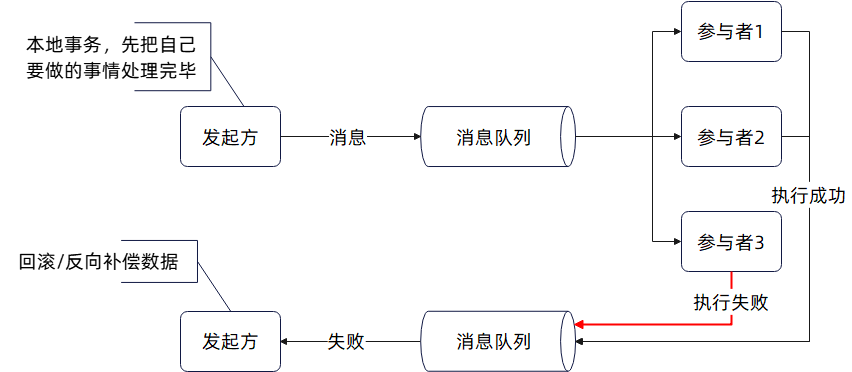 本地事务，先把自己
要做的事情处理完毕
发起方
消息
消息队列
参与者1
参与者2
参与者3
执行成功
执行失败
回滚/反向补偿数据
发起方
失败
消息队列